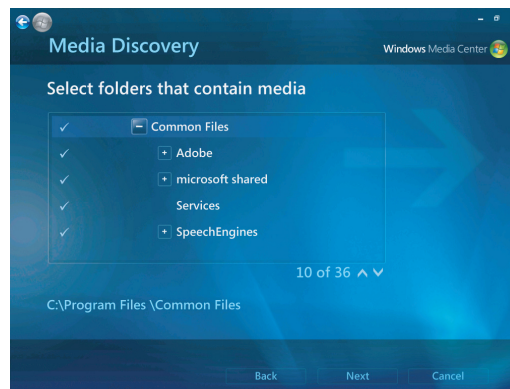 Media Discovery
Windows Media Center
Select folders that contain media
Common Files
Adobe
microsoft shared
Services
SpeechEngines
10 of 36
C:\Program Files \Common Files
Back Next Cancel